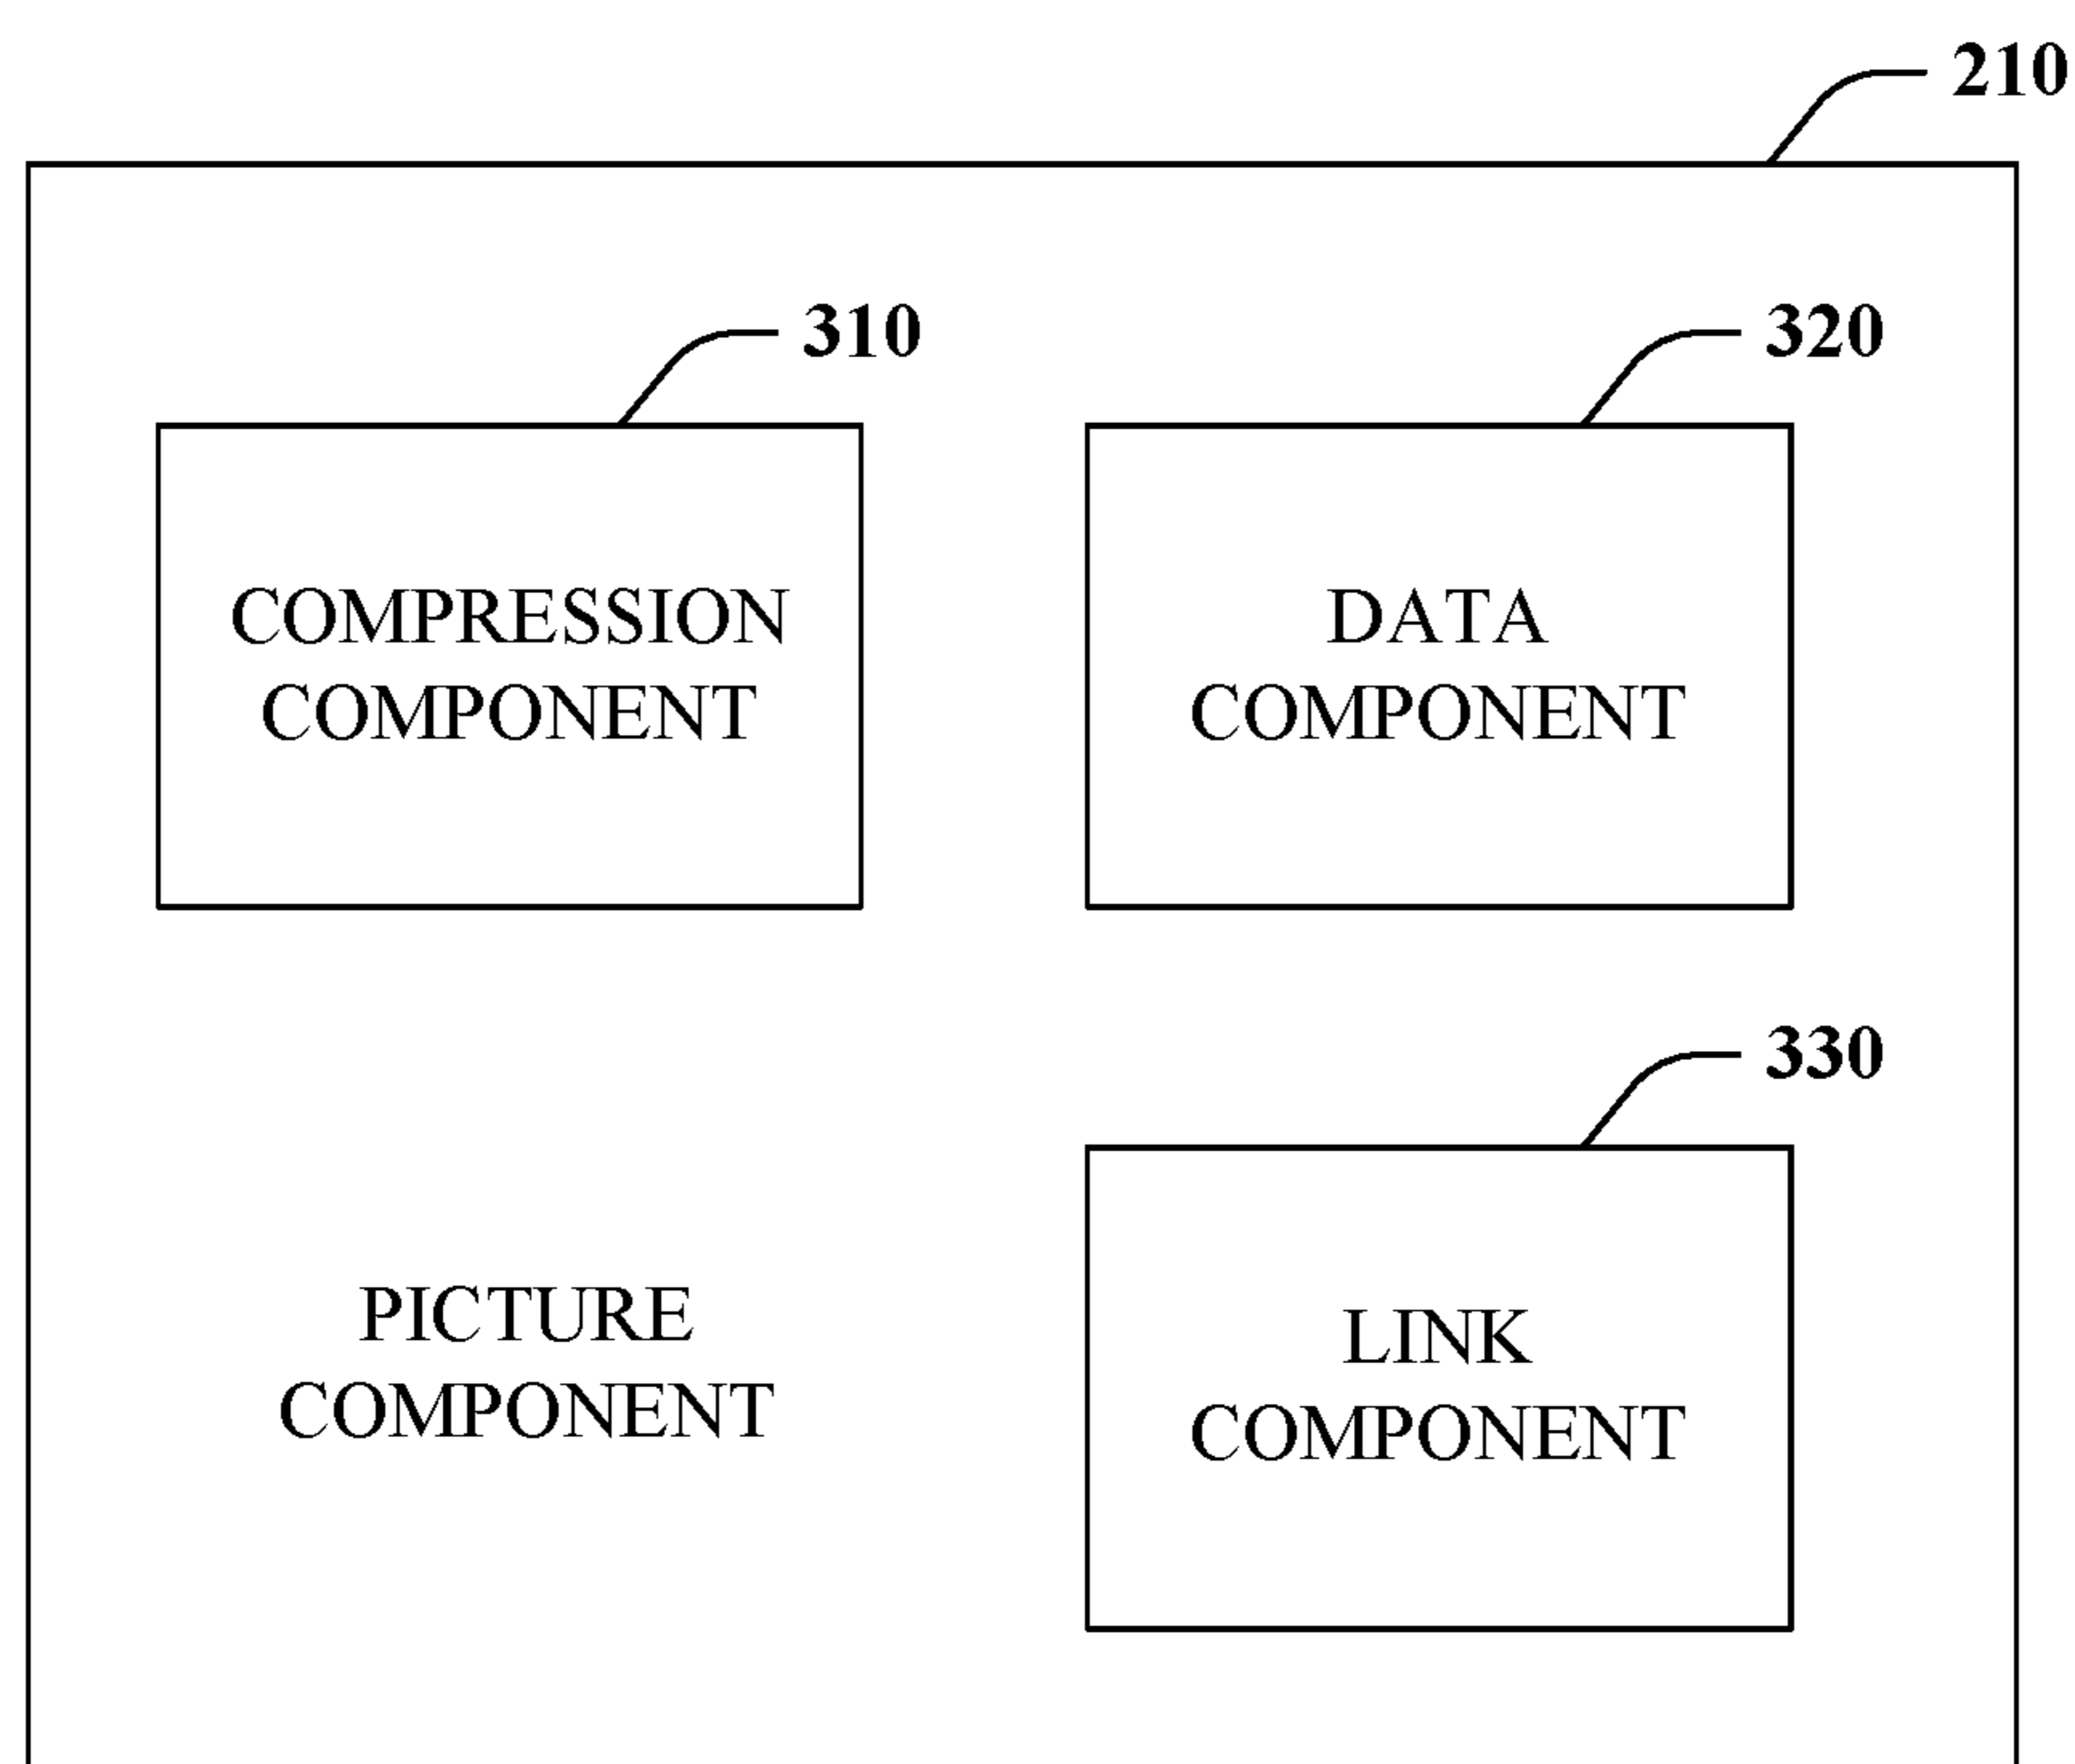 210
310
320
COMPRESSION
COMPONENT
DATA
COMPONENT
330
PICTURE
COMPONENT
LINK
COMPONENT